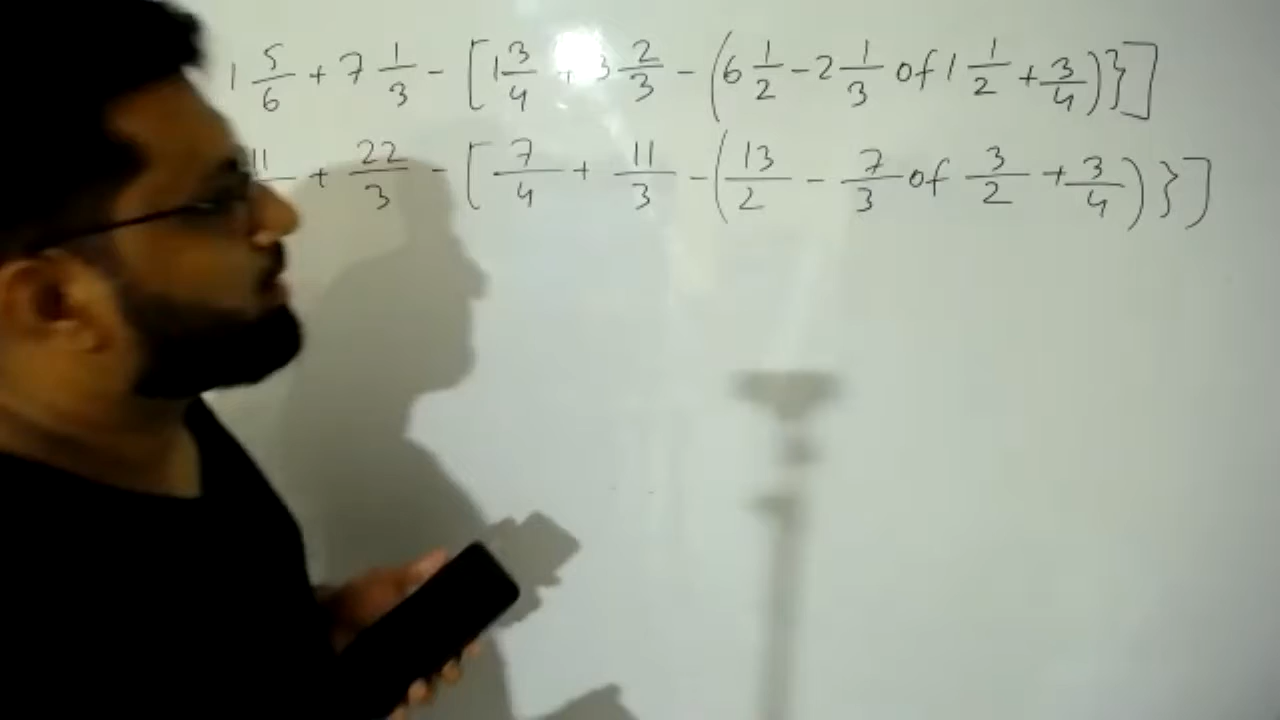 1 5/6 + 7 1/3 - [1 3/4 + 3 2/3 - (6 1/2 - 2 1/3 of 1 1/2 + 3/4)}]
11 + 22/3 - [7/4 + 11/3 - (13/2 - 7/3 of 3/2 + 3/4)}]